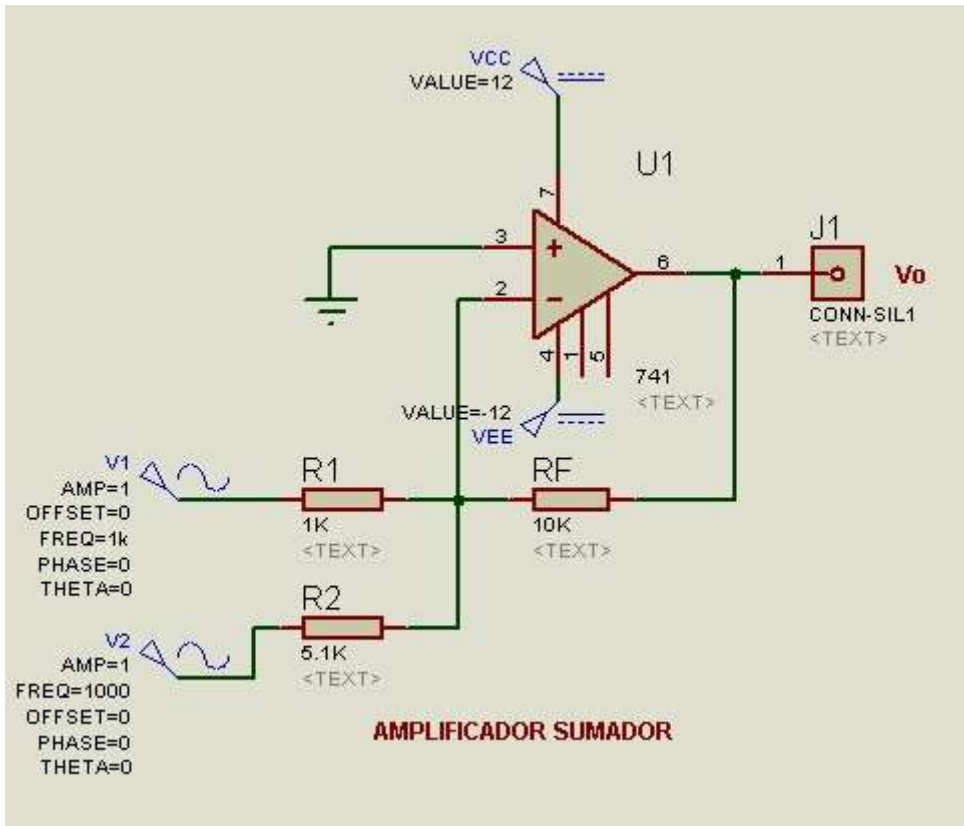 VCC
VALUE=12
U1
7
3
2
6
4
1
5
741
<TEXT>
J1
1
Vo
CONN-SIL1
<TEXT>
VALUE=-12
VEE
V1
AMP=1
OFFSET=0
FREQ=1k
PHASE=0
THETA=0
R1
1K
<TEXT>
RF
10K
<TEXT>
R2
5.1K
<TEXT>
V2
AMP=1
FREQ=1000
OFFSET=0
PHASE=0
THETA=0
AMPLIFICADOR SUMADOR